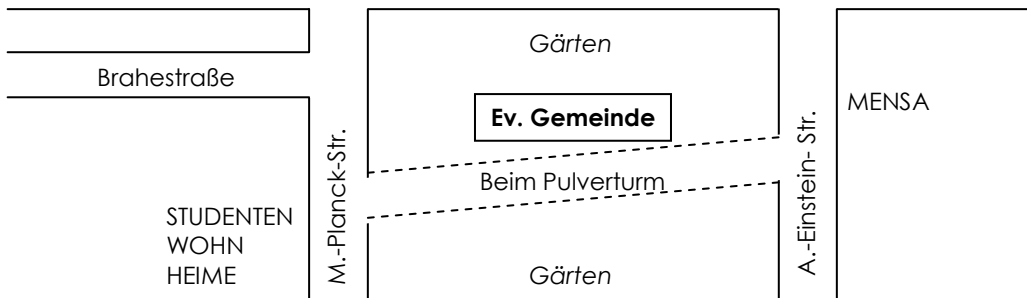 Gärten
Brahestraße
Ev. Gemeinde
MENSA
M.-Planck-Str.
A.-Einstein- Str.
Beim Pulverturm
STUDENTEN
WOHN
HEIME
Gärten